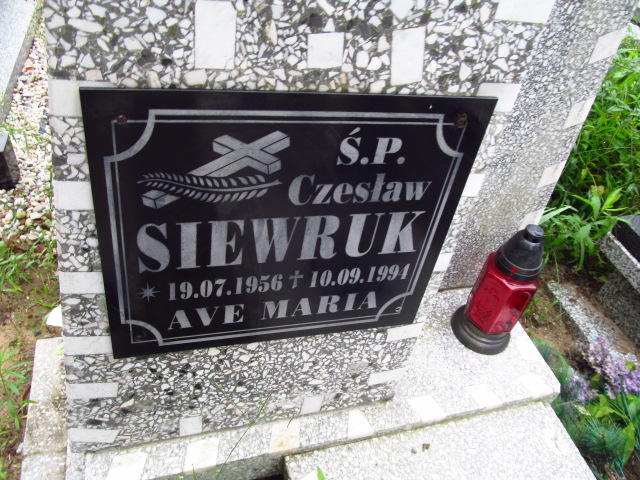 Ś.P.
Czesław
SIEWRUK
* 19.07.1956 ✝ 10.09.1994
AVE MARIA